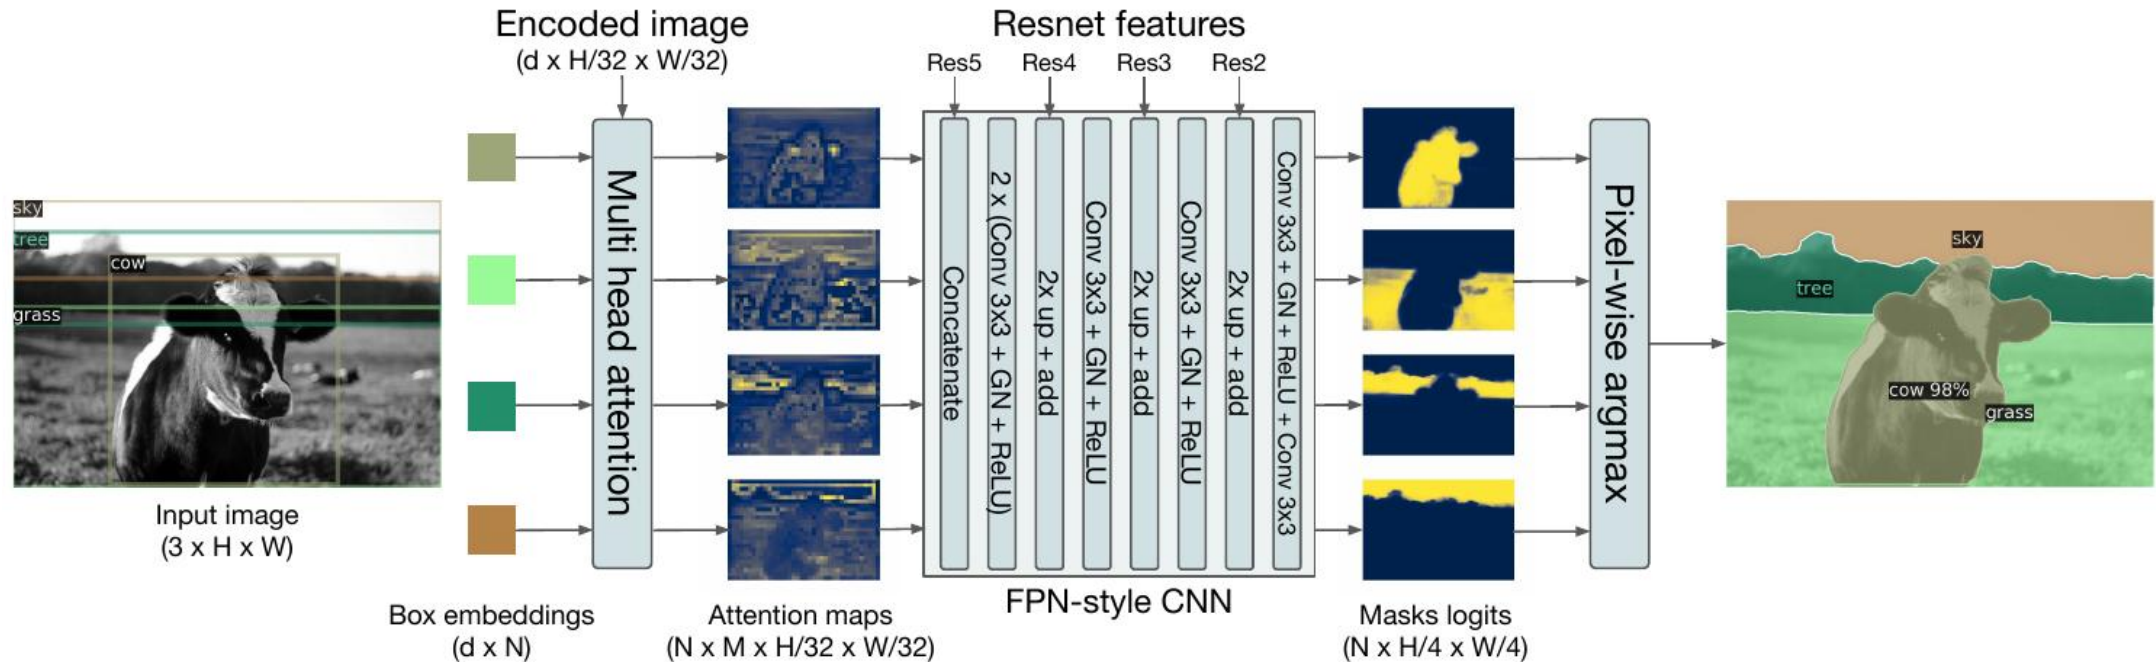 Encoded image
(d x H/32 x W/32)
Resnet features
Res5
Res4
Res3
Res2
sky
tree
cow
grass
Input image
(3 x H x W)
Box embeddings
(d x N)
Multi head attention
Attention maps
(N x M x H/32 x W/32)
Concatenate
2 x (Conv 3x3 + GN + ReLU)
2x up + add
Conv 3x3 + GN + ReLU
2x up + add
Conv 3x3 + GN + ReLU
2x up + add
Conv 3x3 + GN + ReLU + Conv 3x3
FPN-style CNN
Masks logits
(N x H/4 x W/4)
Pixel-wise argmax
sky
tree
cow 98%
grass